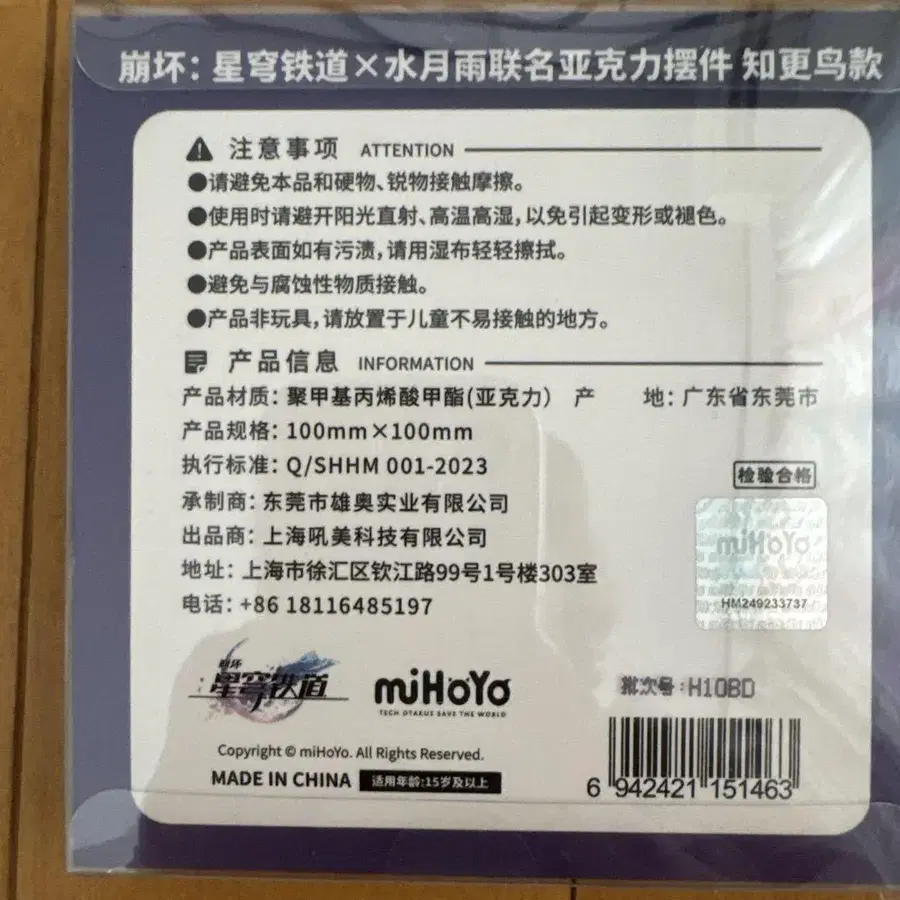 崩坏：星穹铁道×水月雨联名亚克力摆件 知更鸟款
注意事项 ATTENTION
●请避免本品和硬物、锐物接触摩擦。
●使用时请避开阳光直射、高温高湿，以免引起变形或褪色。
●产品表面如有污渍，请用湿布轻轻擦拭。
●避免与腐蚀性物质接触。
●产品非玩具，请放置于儿童不易接触的地方。
产品信息 INFORMATION
产品材质：聚甲基丙烯酸甲酯(亚克力） 产 地：广东省东莞市
产品规格：100mm×100mm
执行标准：Q/SHHM 001-2023
检验合格
承制商：东莞市雄奥实业有限公司
出品商：上海吼美科技有限公司
地址：上海市徐汇区钦江路99号1号楼303室
电话：+86 18116485197
miHoYo
HM249233737
崩坏
星穹铁道
miHoYo
TECH OTAKUS SAVE THE WORLD
批次号:H10BD
Copyright © miHoYo. All Rights Reserved.
MADE IN CHINA 适用年龄:15岁及以上
6 942421 151463